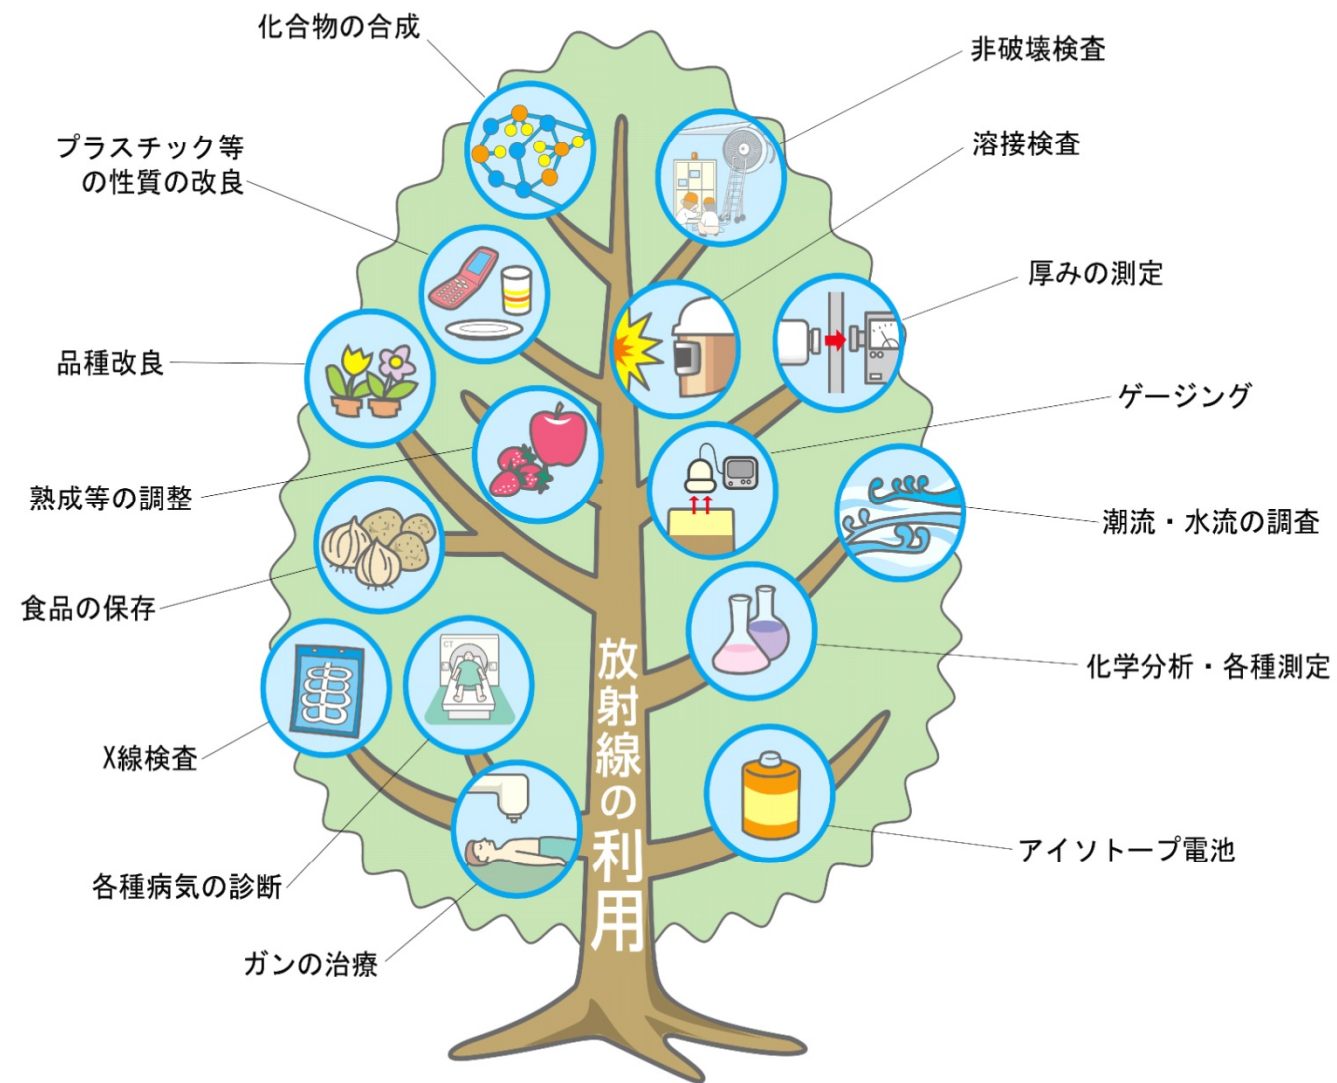 化合物の合成
プラスチック等
の性質の改良
品種改良
熟成等の調整
食品の保存
X線検査
各種病気の診断
ガンの治療
非破壊検査
溶接検査
厚みの測定
ゲージング
潮流・水流の調査
化学分析・各種測定
アイソトープ電池
CT
放射線の利用